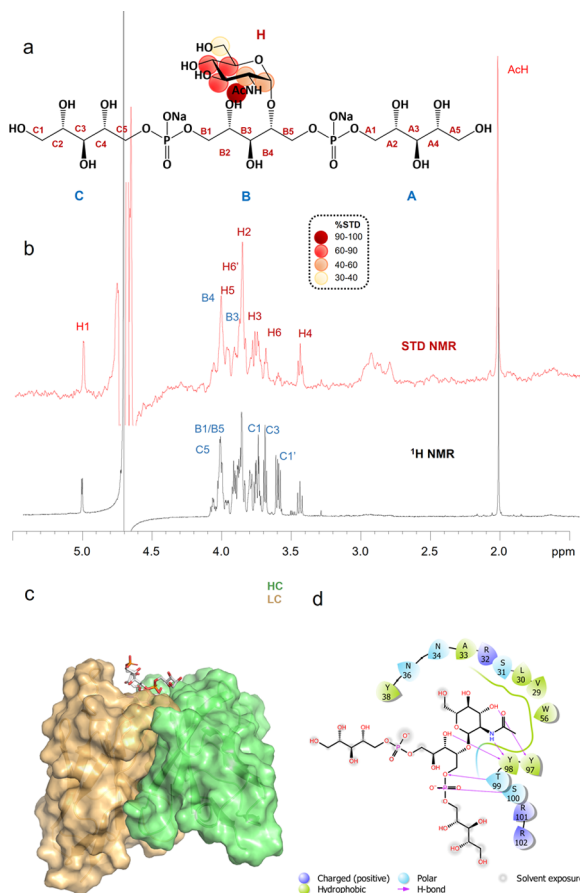 a
H
AcH
HO
HO
HO
AcNH
O
O
OH OH ONa OH O ONa OH OH
HO C1 C3 C5 O P O B1 B3 B5 O P O A1 A3 A5 OH
C2 C4 B2 B4 A2 A4
OH O OH O OH
C B A
%STD
90-100
60-90
40-60
30-40
b
H2
H6'
B4 H5
H1 B3 H3 H6 H4
STD NMR
B1/B5 C1 C3
C5 C1'
1H NMR
5.0 4.5 4.0 3.5 3.0 2.5 2.0 ppm
HC
LC
c
d
A
33
R
32
N
34
S
31
N
36
L
30
Y
38
V
29
W
56
Y
98
Y
97
T
99
S
100
R
101
R
102
Charged (positive) Polar Solvent exposure
Hydrophobic H-bond